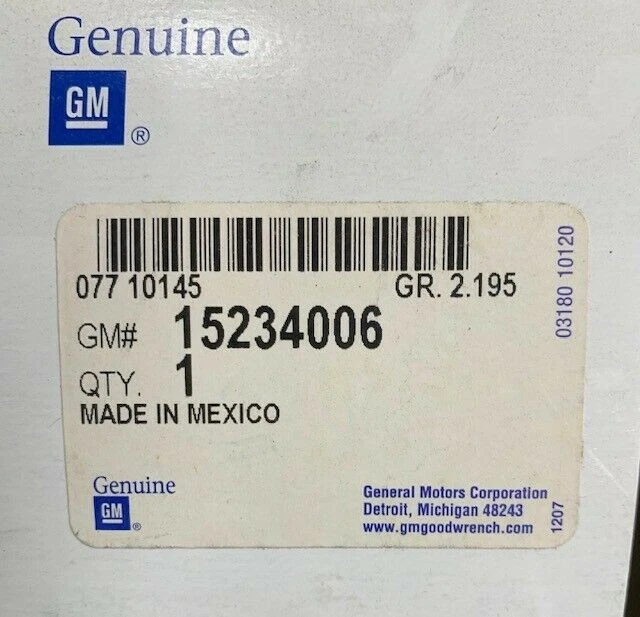 Genuine
GM
®
077 10145 GR. 2.195
GM# 15234006
QTY. 1
MADE IN MEXICO
03180 10120
Genuine
GM
®
General Motors Corporation
Detroit, Michigan 48243
www.gmgoodwrench.com
1207